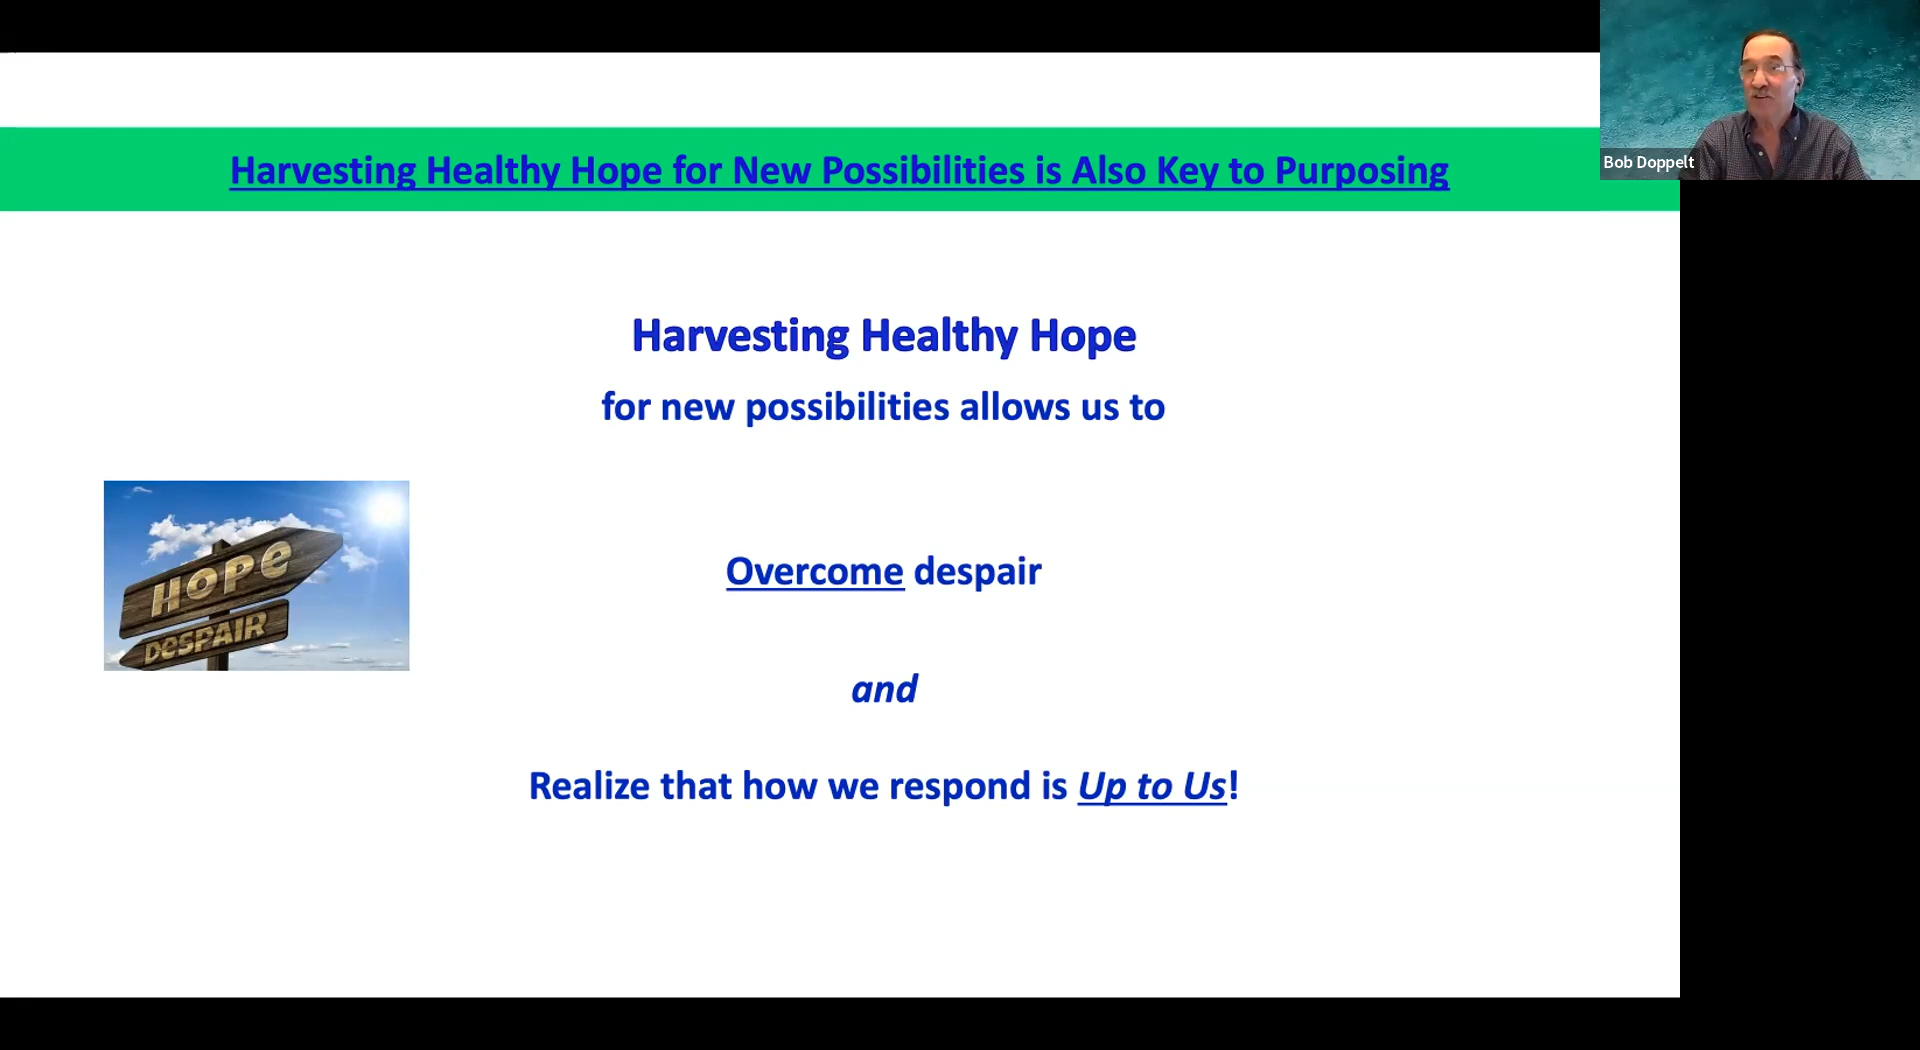 Harvesting Healthy Hope for New Possibilities is Also Key to Purposing
Bob Doppelt
Harvesting Healthy Hope
for new possibilities allows us to
HOPe
DeSPAIR
Overcome despair
and
Realize that how we respond is Up to Us!